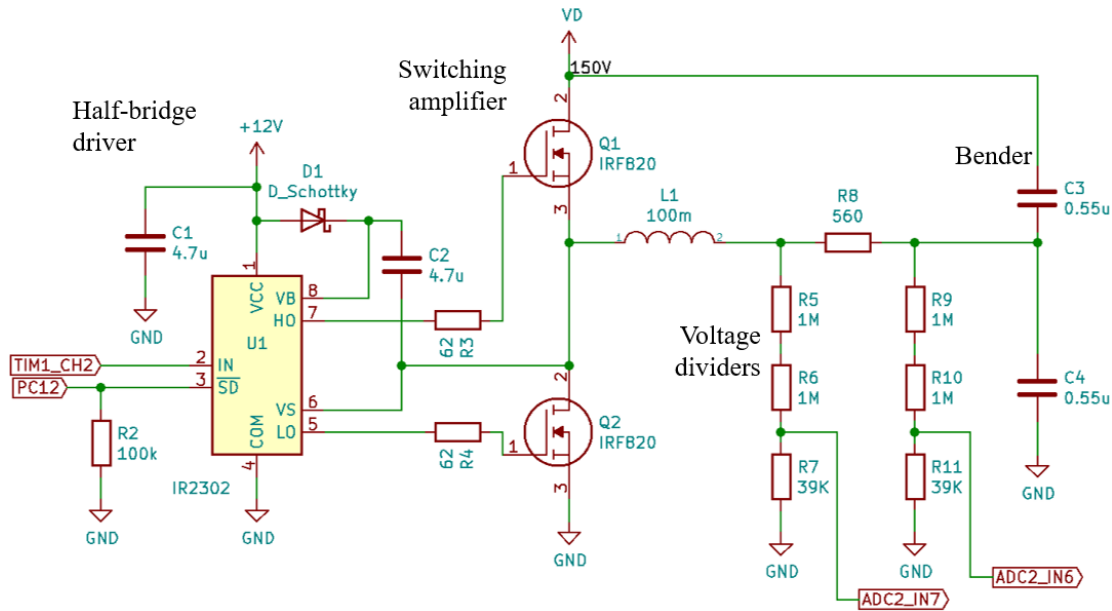 VD
150V
Switching
amplifier
Half-bridge
driver
+12V
D1
D_Schottky
C1
4.7u
C2
4.7u
GND
1
VCC
VB
8
HO
7
U1
TIM1_CH2
2
IN
PC12
3
SD
VS
6
LO
5
COM
4
R2
100k
GND
IR2302
GND
62
R3
62
R4
2
Q1
IRF820
1
3
2
Q2
IRF820
1
3
GND
L1
100m
1
2
R8
560
Bender
C3
0.55u
C4
0.55u
GND
Voltage
dividers
R5
1M
R6
1M
R7
39K
GND
R9
1M
R10
1M
R11
39K
GND
ADC2_IN6
ADC2_IN7